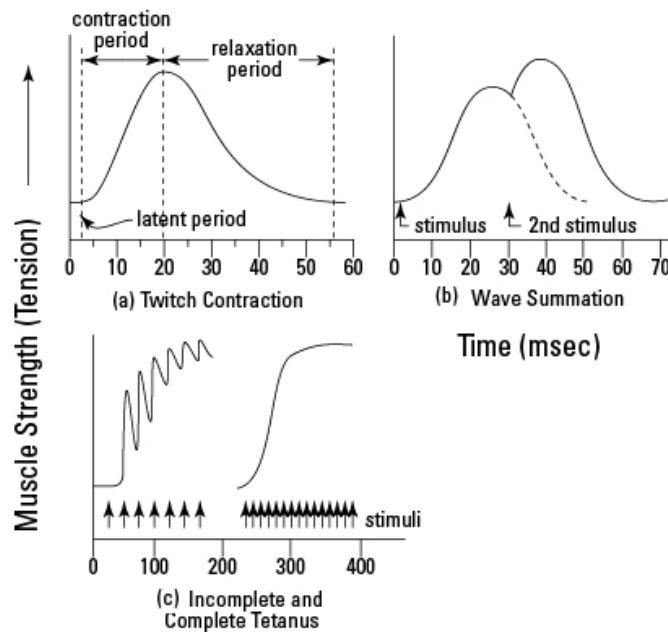 contraction
period
relaxation
period
latent period
0 10 20 30 40 50 60
(a) Twitch Contraction
stimulus
2nd stimulus
0 10 20 30 40 50 60 70
(b) Wave Summation
Muscle Strength (Tension)
Time (msec)
stimuli
0 100 200 300 400
(c) Incomplete and
Complete Tetanus